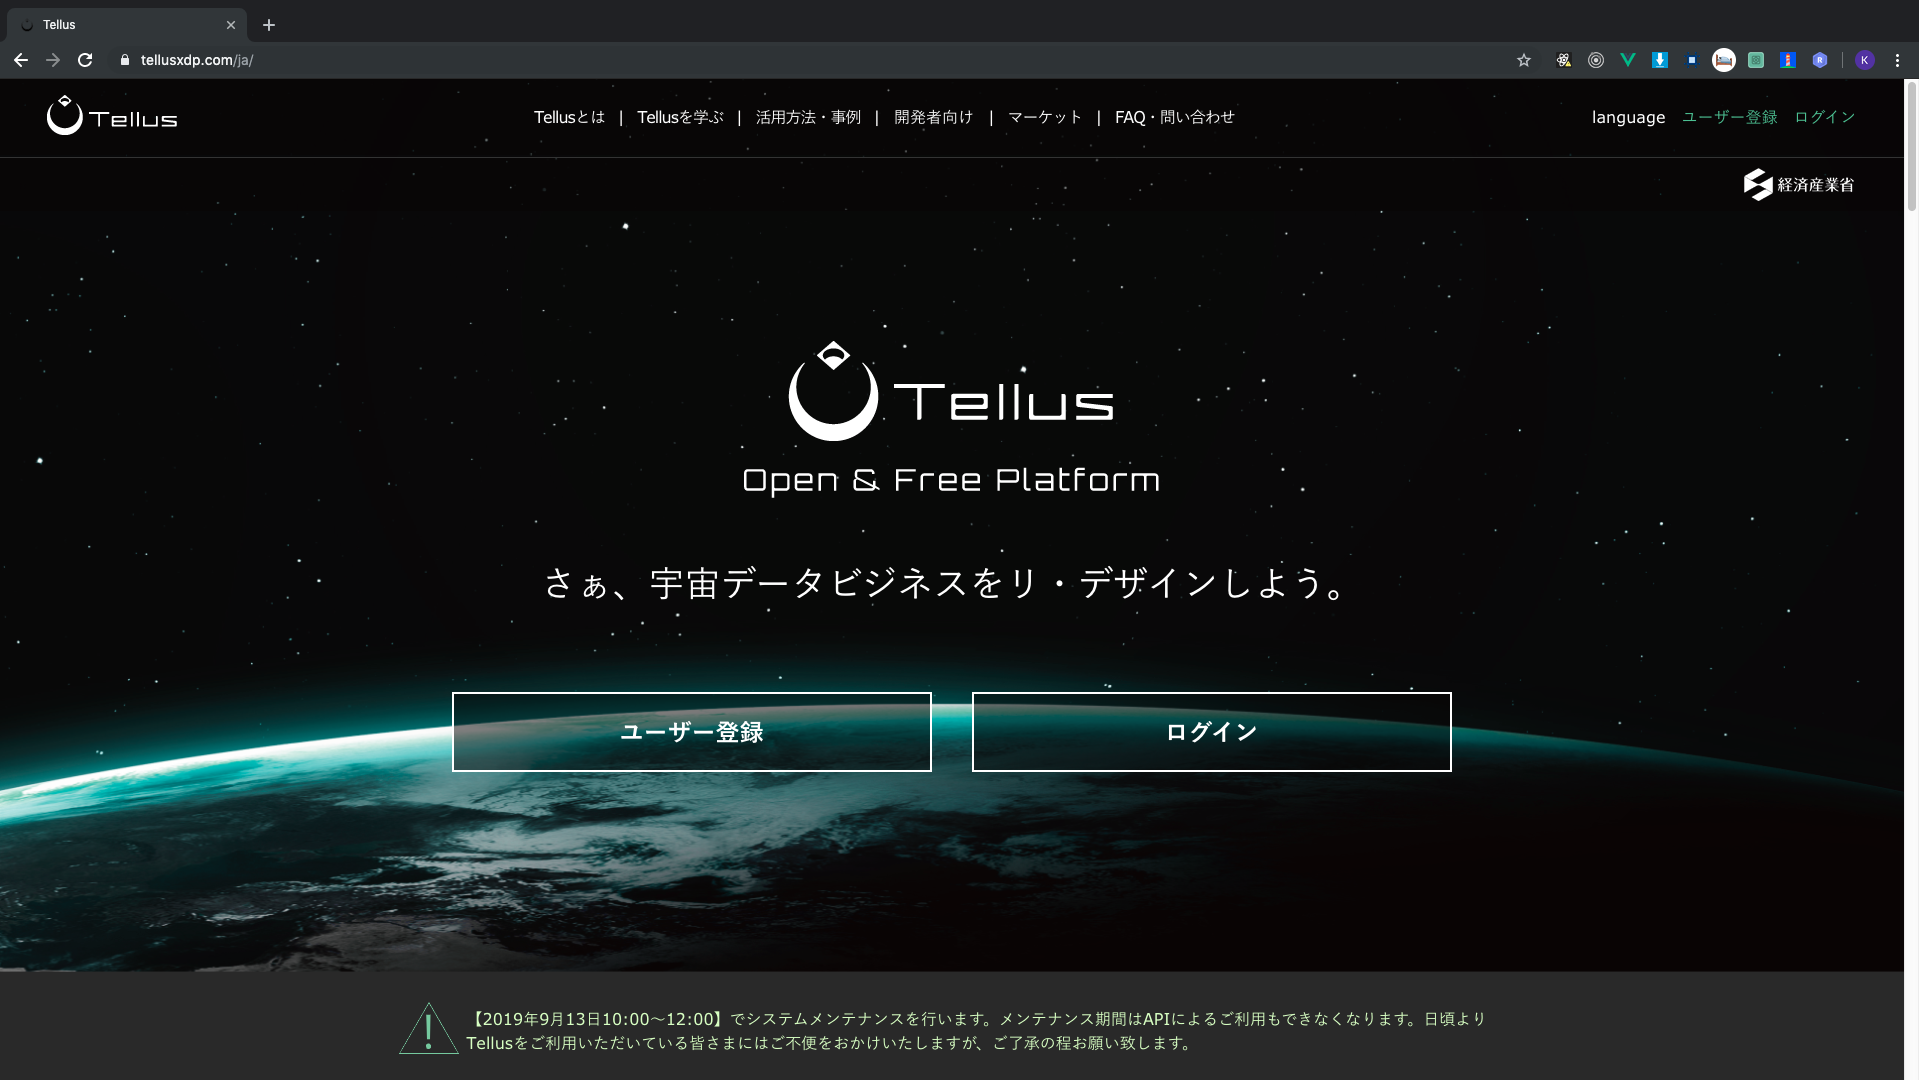 Tellus
tellusxdp.com/ja/
K
Tellus
Tellusとは | Tellusを学ぶ | 活用方法・事例 | 開発者向け | マーケット | FAQ・問い合わせ
language ユーザー登録 ログイン
経済産業省
Tellus
Open & Free Platform
さぁ、宇宙データビジネスをリ・デザインしよう。
ユーザー登録
ログイン
【2019年9月13日10:00～12:00】でシステムメンテナンスを行います。メンテナンス期間はAPIによるご利用もできなくなります。日頃より
Tellusをご利用いただいている皆さまにはご不便をおかけいたしますが、ご了承の程お願い致します。